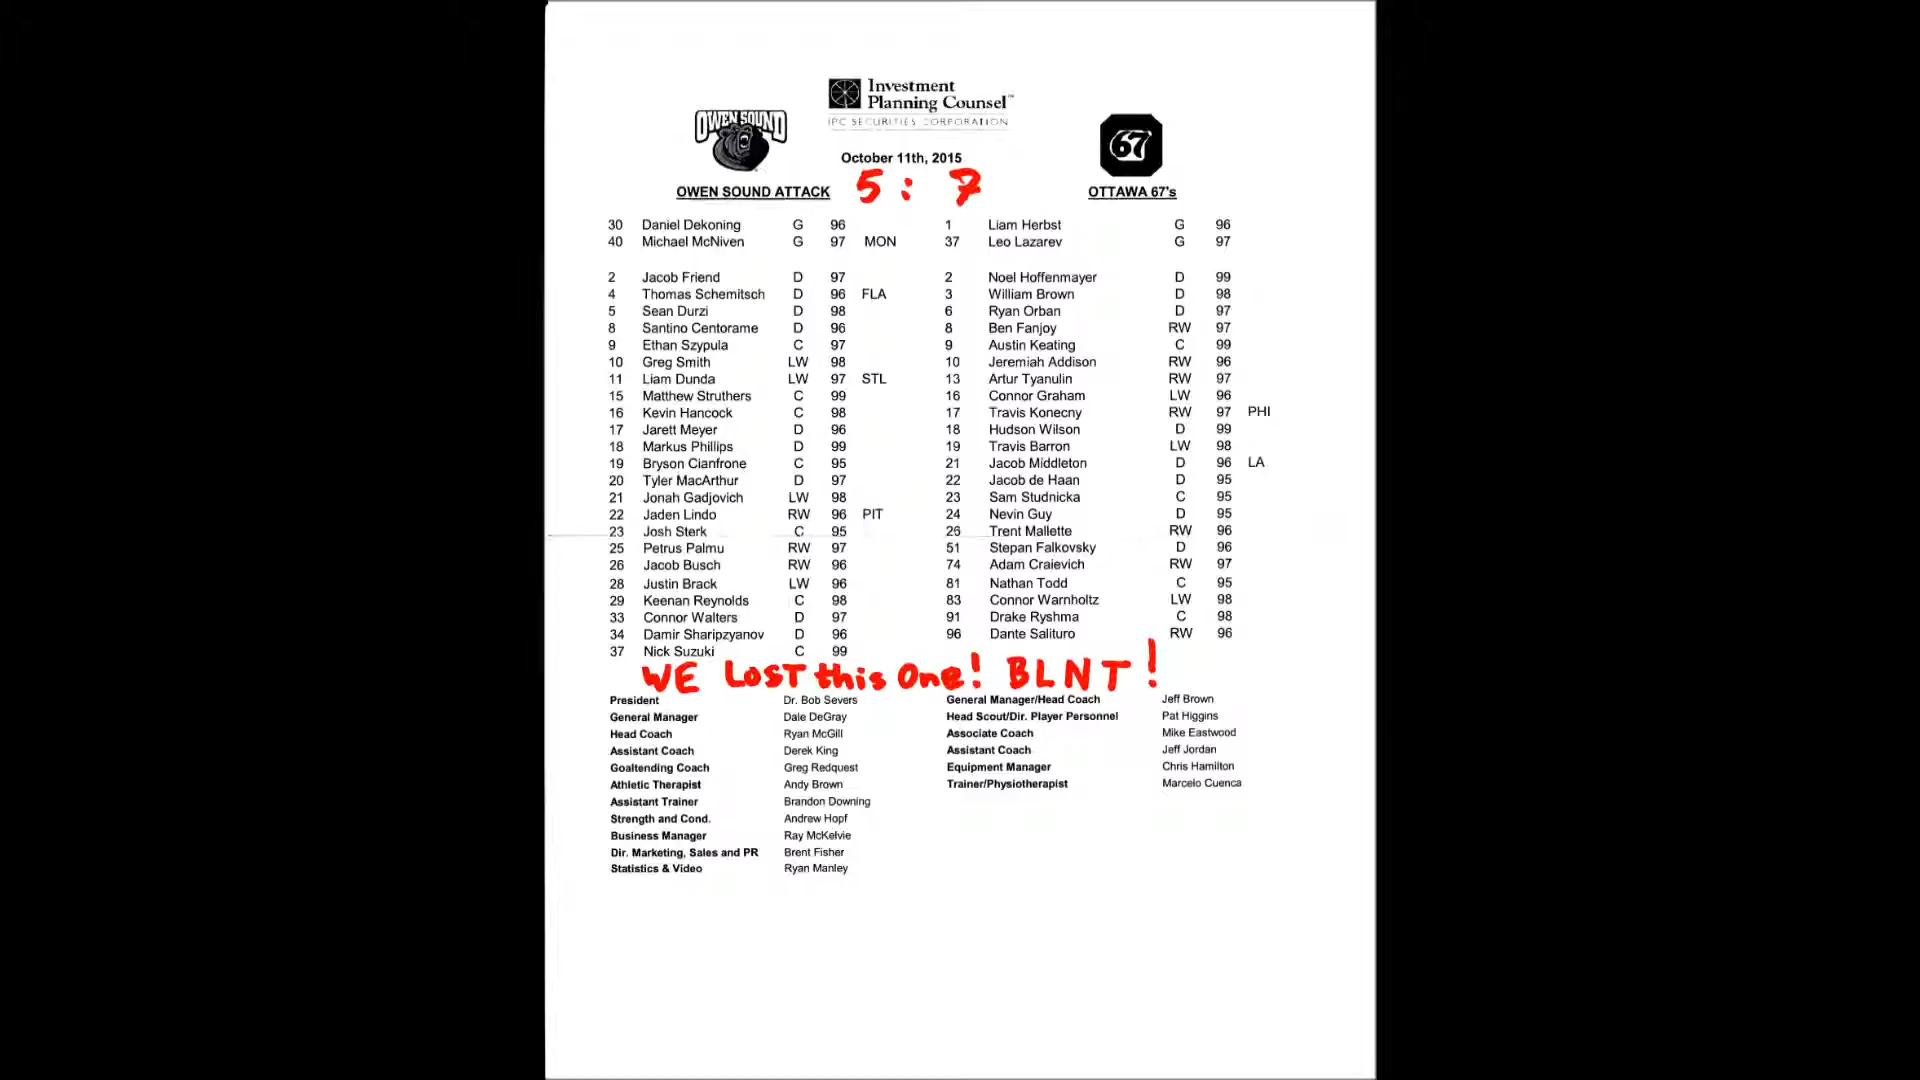 Investment
Planning Counsel™
IPC SECURITIES CORPORATION
OWEN SOUND
67
October 11th, 2015
OWEN SOUND ATTACK 5 : 7 OTTAWA 67's
30 Daniel Dekoning G 96 1 Liam Herbst G 96
40 Michael McNiven G 97 MON 37 Leo Lazarev G 97
2 Jacob Friend D 97 2 Noel Hoffenmayer D 99
4 Thomas Schemitsch D 96 FLA 3 William Brown D 98
5 Sean Durzi D 98 6 Ryan Orban D 97
8 Santino Centorame D 96 8 Ben Fanjoy RW 97
9 Ethan Szypula C 97 9 Austin Keating C 99
10 Greg Smith LW 98 10 Jeremiah Addison RW 96
11 Liam Dunda LW 97 STL 13 Artur Tyanulin RW 97
15 Matthew Struthers C 99 16 Connor Graham LW 96
16 Kevin Hancock C 98 17 Travis Konecny RW 97 PHI
17 Jarett Meyer D 96 18 Hudson Wilson D 99
18 Markus Phillips D 99 19 Travis Barron LW 98
19 Bryson Cianfrone C 95 21 Jacob Middleton D 96 LA
20 Tyler MacArthur D 97 22 Jacob de Haan D 95
21 Jonah Gadjovich LW 98 23 Sam Studnicka C 95
22 Jaden Lindo RW 96 PIT 24 Nevin Guy D 95
23 Josh Sterk C 95 26 Trent Mallette RW 96
25 Petrus Palmu RW 97 51 Stepan Falkovsky D 96
26 Jacob Busch RW 96 74 Adam Craievich RW 97
28 Justin Brack LW 96 81 Nathan Todd C 95
29 Keenan Reynolds C 98 83 Connor Warnholtz LW 98
33 Connor Walters D 97 91 Drake Ryshma C 98
34 Damir Sharipzyanov D 96 96 Dante Salituro RW 96
37 Nick Suzuki C 99
WE LOST this One! BLNT!
President Dr. Bob Severs General Manager/Head Coach Jeff Brown
General Manager Dale DeGray Head Scout/Dir. Player Personnel Pat Higgins
Head Coach Ryan McGill Associate Coach Mike Eastwood
Assistant Coach Derek King Assistant Coach Jeff Jordan
Goaltending Coach Greg Redquest Equipment Manager Chris Hamilton
Athletic Therapist Andy Brown Trainer/Physiotherapist Marcelo Cuenca
Assistant Trainer Brandon Downing
Strength and Cond. Andrew Hopf
Business Manager Ray McKelvie
Dir. Marketing, Sales and PR Brent Fisher
Statistics & Video Ryan Manley